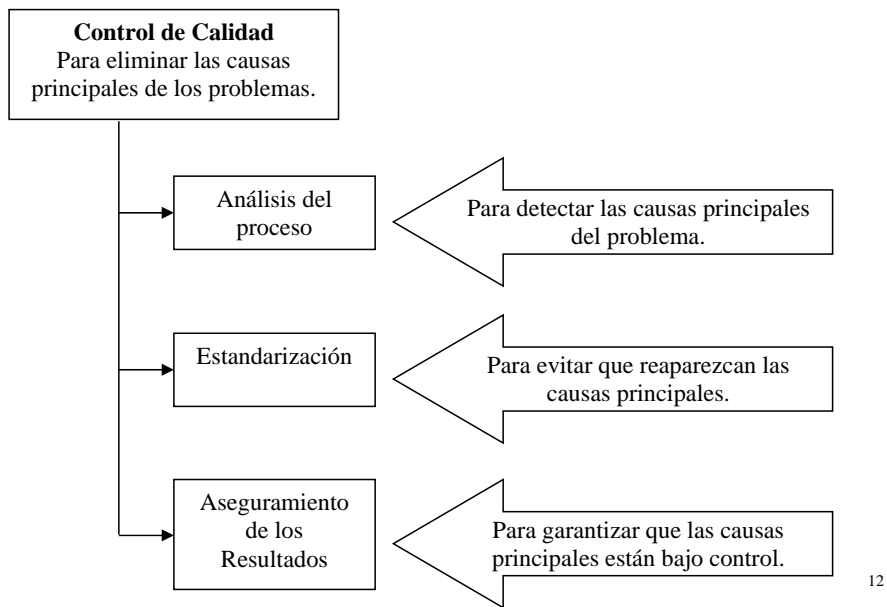 Control de Calidad
Para eliminar las causas
principales de los problemas.
Análisis del
proceso
Para detectar las causas principales
del problema.
Estandarización
Para evitar que reaparezcan las
causas principales.
Aseguramiento
de los
Resultados
Para garantizar que las causas
principales están bajo control.
12